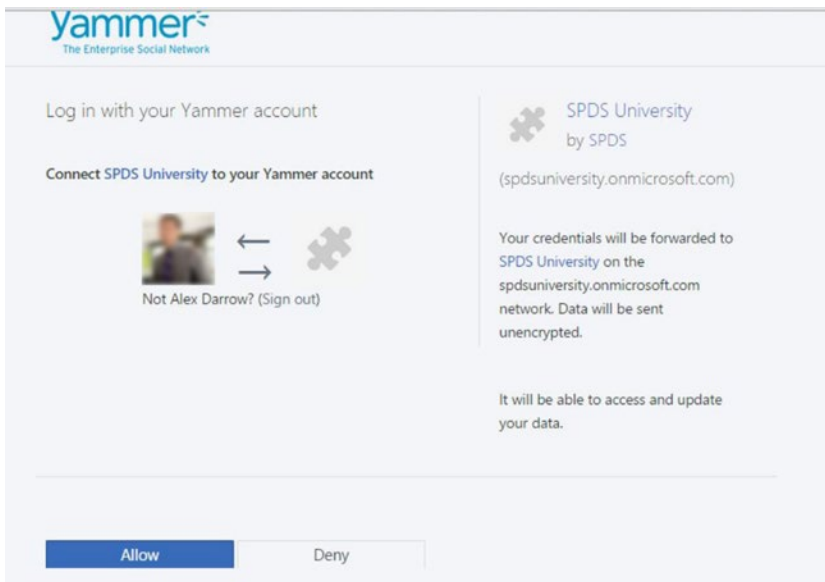 yammer
The Enterprise Social Network
Log in with your Yammer account
Connect SPDS University to your Yammer account
Not Alex Darrow? (Sign out)
SPDS University
by SPDS
(spdsuniversity.onmicrosoft.com)
Your credentials will be forwarded to
SPDS University on the
spdsuniversity.onmicrosoft.com
network. Data will be sent
unencrypted.
It will be able to access and update
your data.
Allow
Deny